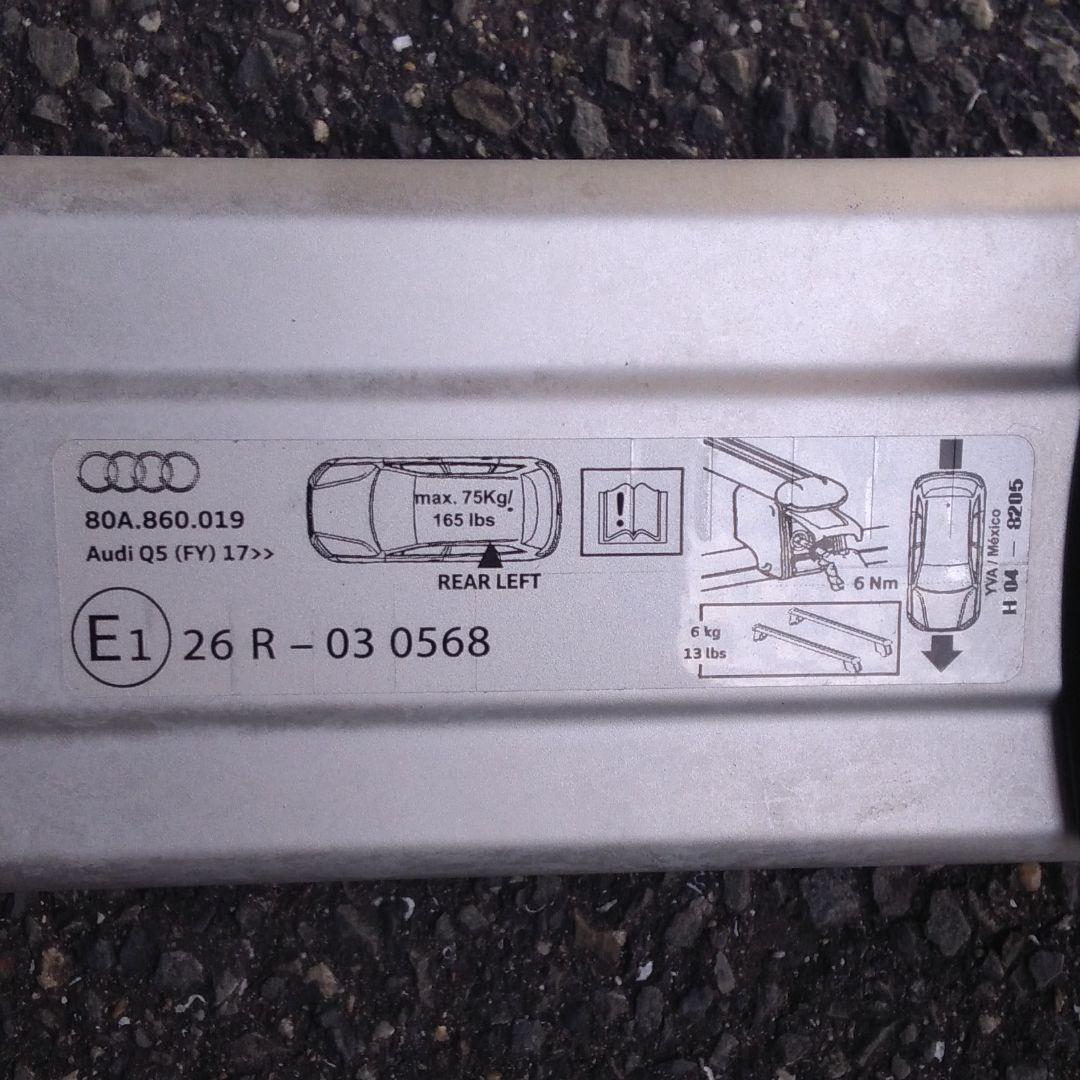 80A.860.019
Audi Q5 (FY) 17>>
E1 26 R – 03 0568
max. 75Kg/
165 lbs
REAR LEFT
!
6 Nm
6 kg
13 lbs
YVA / México
H 04 – 8205